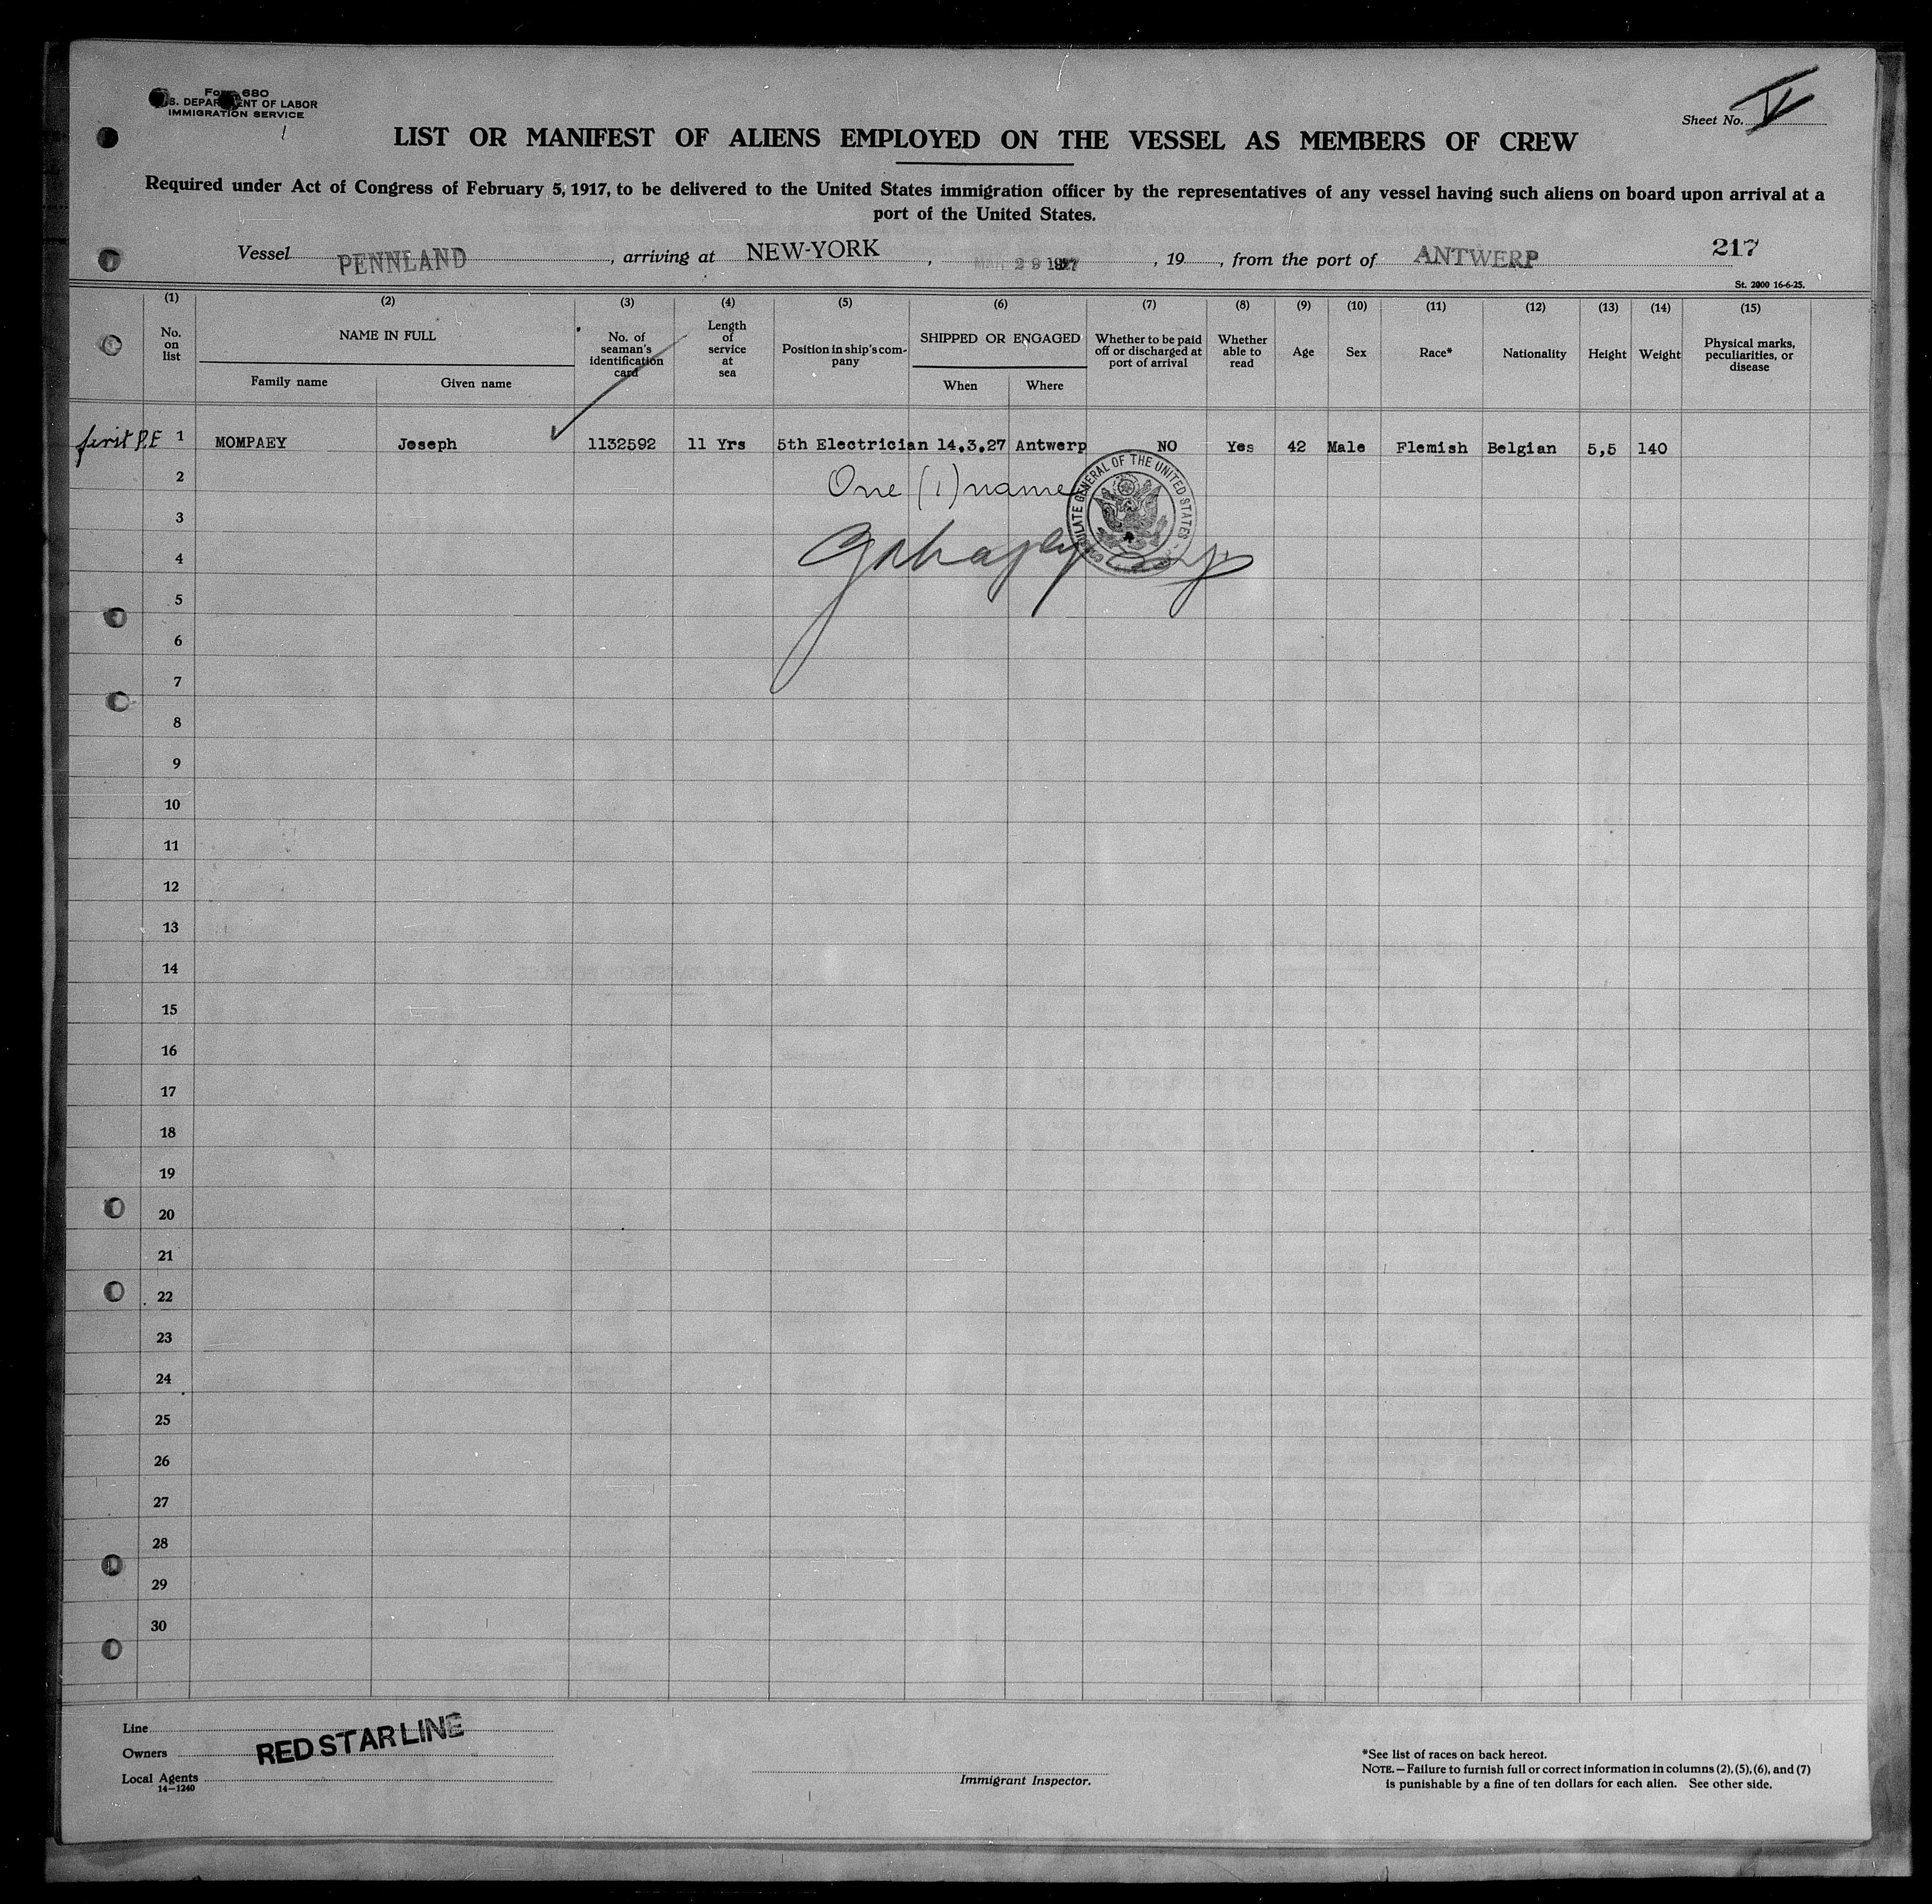 Form 680
U.S. DEPARTMENT OF LABOR
IMMIGRATION SERVICE
Sheet No. V
LIST OR MANIFEST OF ALIENS EMPLOYED ON THE VESSEL AS MEMBERS OF CREW
Required under Act of Congress of February 5, 1917, to be delivered to the United States immigration officer by the representatives of any vessel having such aliens on board upon arrival at a
port of the United States.
Vessel PENNLAND, arriving at NEW-YORK, MAR 29 1927, 19, from the port of ANTWERP 217
St. 2000 16-6-25.
(1) (2) (3) (4) (5) (6) (7) (8) (9) (10) (11) (12) (13) (14) (15)
No. on list NAME IN FULL Family name Given name No. of seaman's identification card Length of service at sea Position in ship's company SHIPPED OR ENGAGED When Where Whether to be paid off or discharged at port of arrival Whether able to read Age Sex Race* Nationality Height Weight Physical marks, peculiarities, or disease
first P.E 1 MOMPAEY Joseph 1132592 11 Yrs 5th Electrician 14.3.27 Antwerp NO Yes 42 Male Flemish Belgian 5,5 140
2 One (1) name
CONSULATE GENERAL OF THE UNITED STATES
3
4
5
6
7
8
9
10
11
12
13
14
15
16
17
18
19
20
21
22
23
24
25
26
27
28
29
30
Line
Owners RED STAR LINE
Local Agents
14-1240
Immigrant Inspector.
*See list of races on back hereof.
NOTE.—Failure to furnish full or correct information in columns (2), (5), (6), and (7)
is punishable by a fine of ten dollars for each alien. See other side.